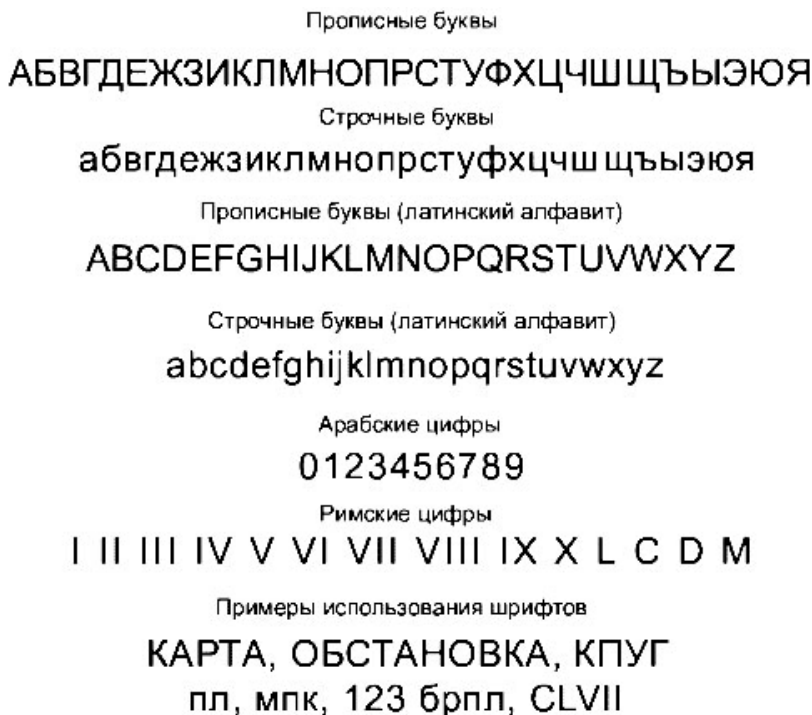 Прописные буквы
АБВГДЕЖЗИКЛМНОПРСТУФХЦЧШЩЪЫЭЮЯ
Строчные буквы
абвгдежзиклмнопрстуфхцчшщъыэюя
Прописные буквы (латинский алфавит)
ABCDEFGHIJKLMNOPQRSTUVWXYZ
Строчные буквы (латинский алфавит)
abcdefghijklmnopqrstuvwxyz
Арабские цифры
0123456789
Римские цифры
I II III IV V VI VII VIII IX X L C D M
Примеры использования шрифтов
КАРТА, ОБСТАНОВКА, КПУГ
пл, мпк, 123 брпл, CLVII